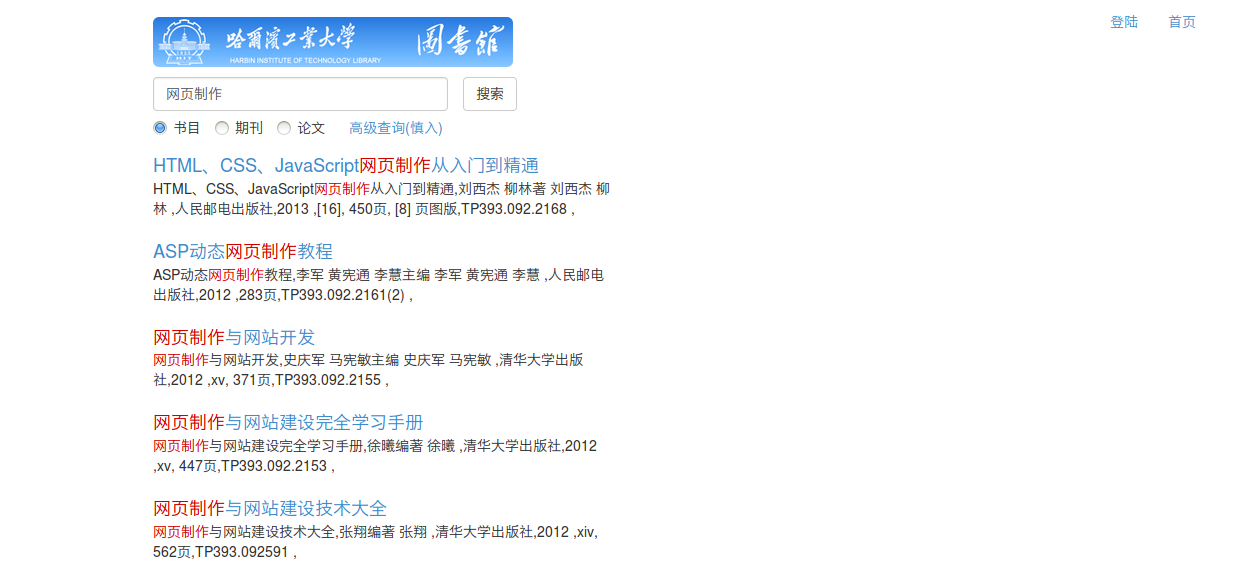 登陆 首页
哈爾濱工業大學 圖書館
HARBIN INSTITUTE OF TECHNOLOGY LIBRARY
网页制作 搜索
书目 期刊 论文 高级查询(慎入)
HTML、CSS、JavaScript网页制作从入门到精通
HTML、CSS、JavaScript网页制作从入门到精通,刘西杰 柳林著 刘西杰 柳
林 ,人民邮电出版社,2013 ,[16], 450页, [8] 页图版,TP393.092.2168 ,
ASP动态网页制作教程
ASP动态网页制作教程,李军 黄宪通 李慧主编 李军 黄宪通 李慧 ,人民邮电
出版社,2012 ,283页,TP393.092.2161(2) ,
网页制作与网站开发
网页制作与网站开发,史庆军 马宪敏主编 史庆军 马宪敏 ,清华大学出版
社,2012 ,xv, 371页,TP393.092.2155 ,
网页制作与网站建设完全学习手册
网页制作与网站建设完全学习手册,徐曦编著 徐曦 ,清华大学出版社,2012
,xv, 447页,TP393.092.2153 ,
网页制作与网站建设技术大全
网页制作与网站建设技术大全,张翔编著 张翔 ,清华大学出版社,2012 ,xiv,
562页,TP393.092591 ,